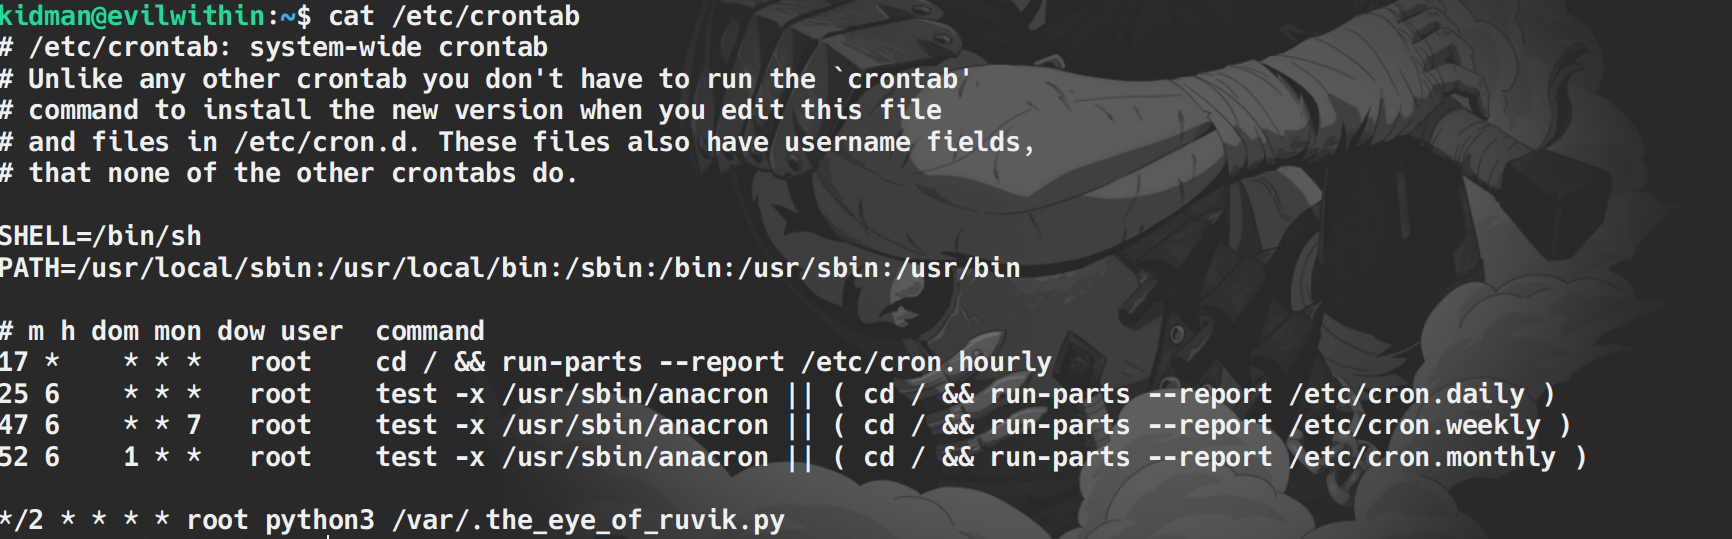 kidman@evilwithin:~$ cat /etc/crontab
# /etc/crontab: system-wide crontab
# Unlike any other crontab you don't have to run the `crontab'
# command to install the new version when you edit this file
# and files in /etc/cron.d. These files also have username fields,
# that none of the other crontabs do.
SHELL=/bin/sh
PATH=/usr/local/sbin:/usr/local/bin:/sbin:/bin:/usr/sbin:/usr/bin
# m h dom mon dow user  command
17 *    * * *   root    cd / && run-parts --report /etc/cron.hourly
25 6    * * *   root    test -x /usr/sbin/anacron || ( cd / && run-parts --report /etc/cron.daily )
47 6    * * 7   root    test -x /usr/sbin/anacron || ( cd / && run-parts --report /etc/cron.weekly )
52 6    1 * *   root    test -x /usr/sbin/anacron || ( cd / && run-parts --report /etc/cron.monthly )
*/2 * * * * root python3 /var/.the_eye_of_ruvik.py